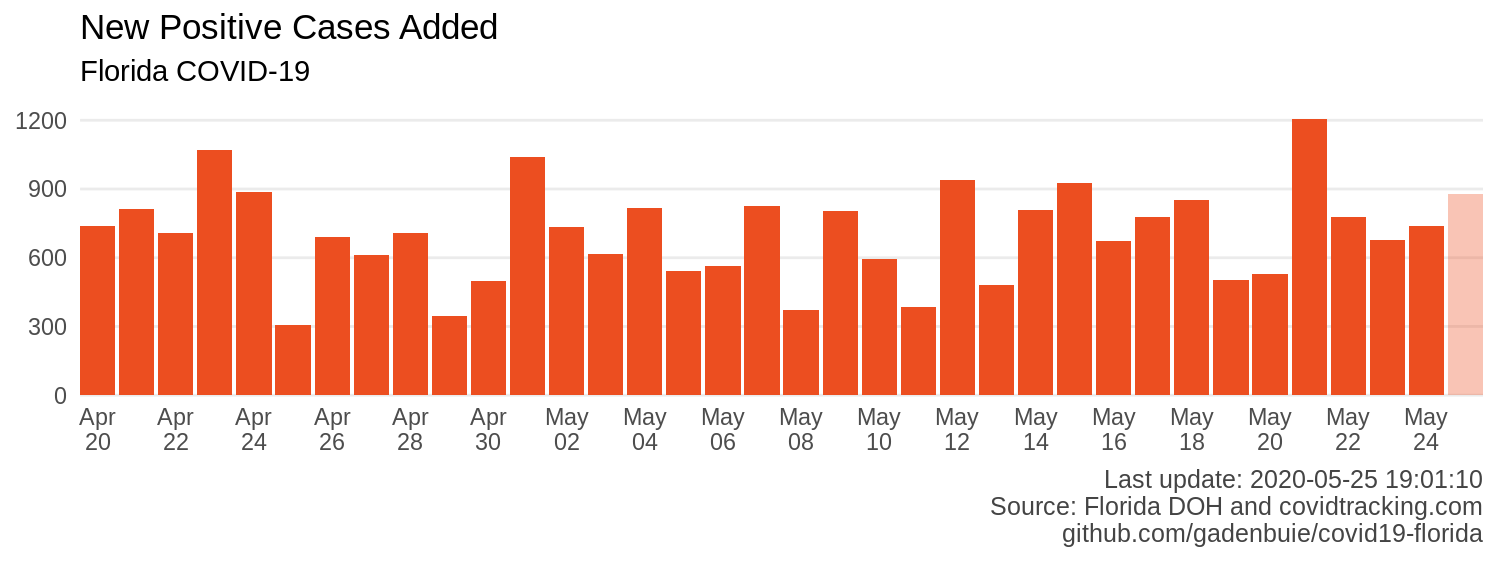 New Positive Cases Added
Florida COVID-19
1200
900
600
300
0
Apr Apr Apr Apr Apr Apr May May May May May May May May May May May May
20 22 24 26 28 30 02 04 06 08 10 12 14 16 18 20 22 24
Last update: 2020-05-25 19:01:10
Source: Florida DOH and covidtracking.com
github.com/gadenbuie/covid19-florida